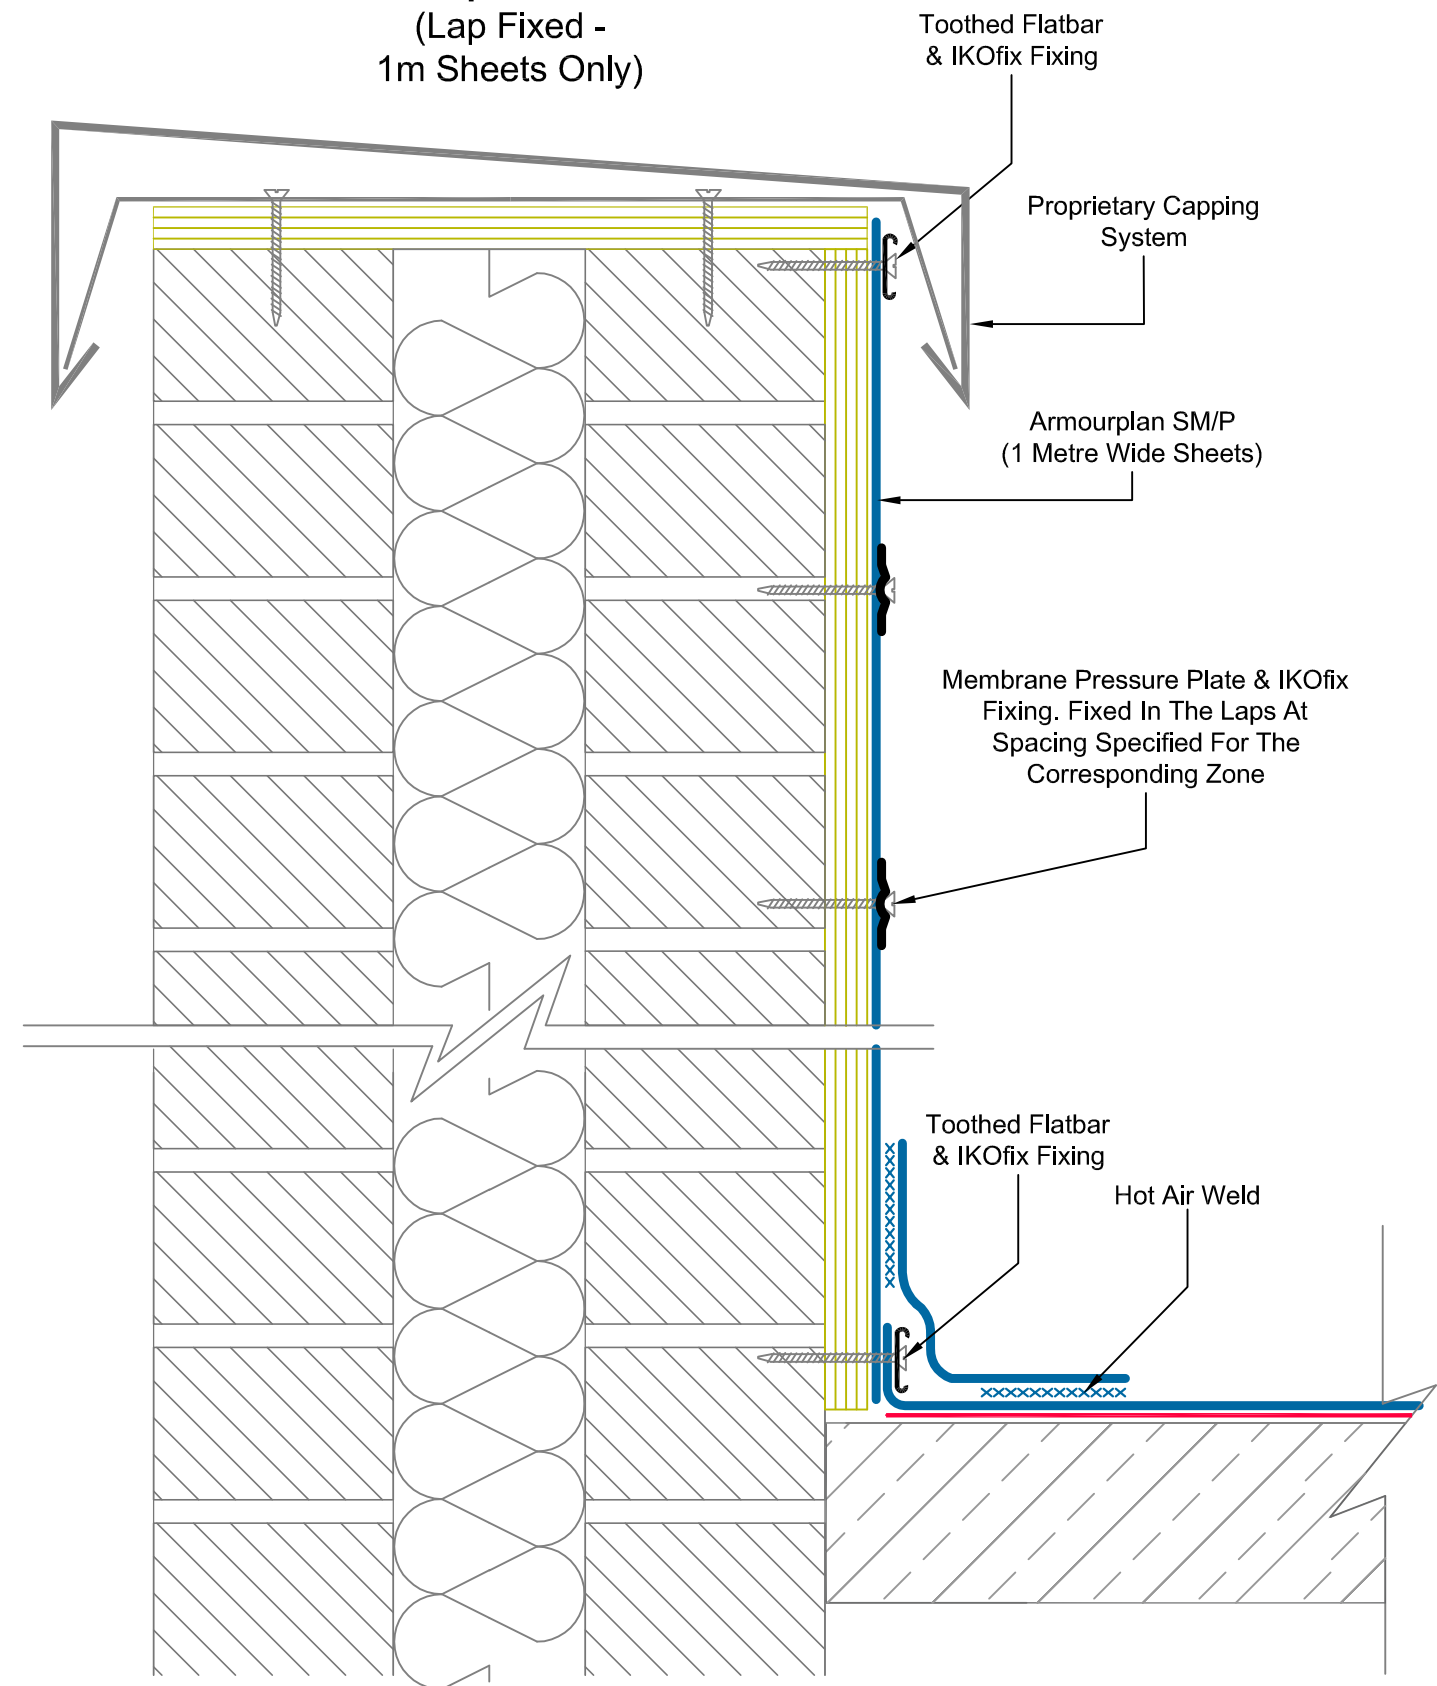 (Lap Fixed -
1m Sheets Only)
Toothed Flatbar
& IKOfix Fixing
Proprietary Capping
System
Armourplan SM/P
(1 Metre Wide Sheets)
Membrane Pressure Plate & IKOfix
Fixing. Fixed In The Laps At
Spacing Specified For The
Corresponding Zone
Toothed Flatbar
& IKOfix Fixing
Hot Air Weld